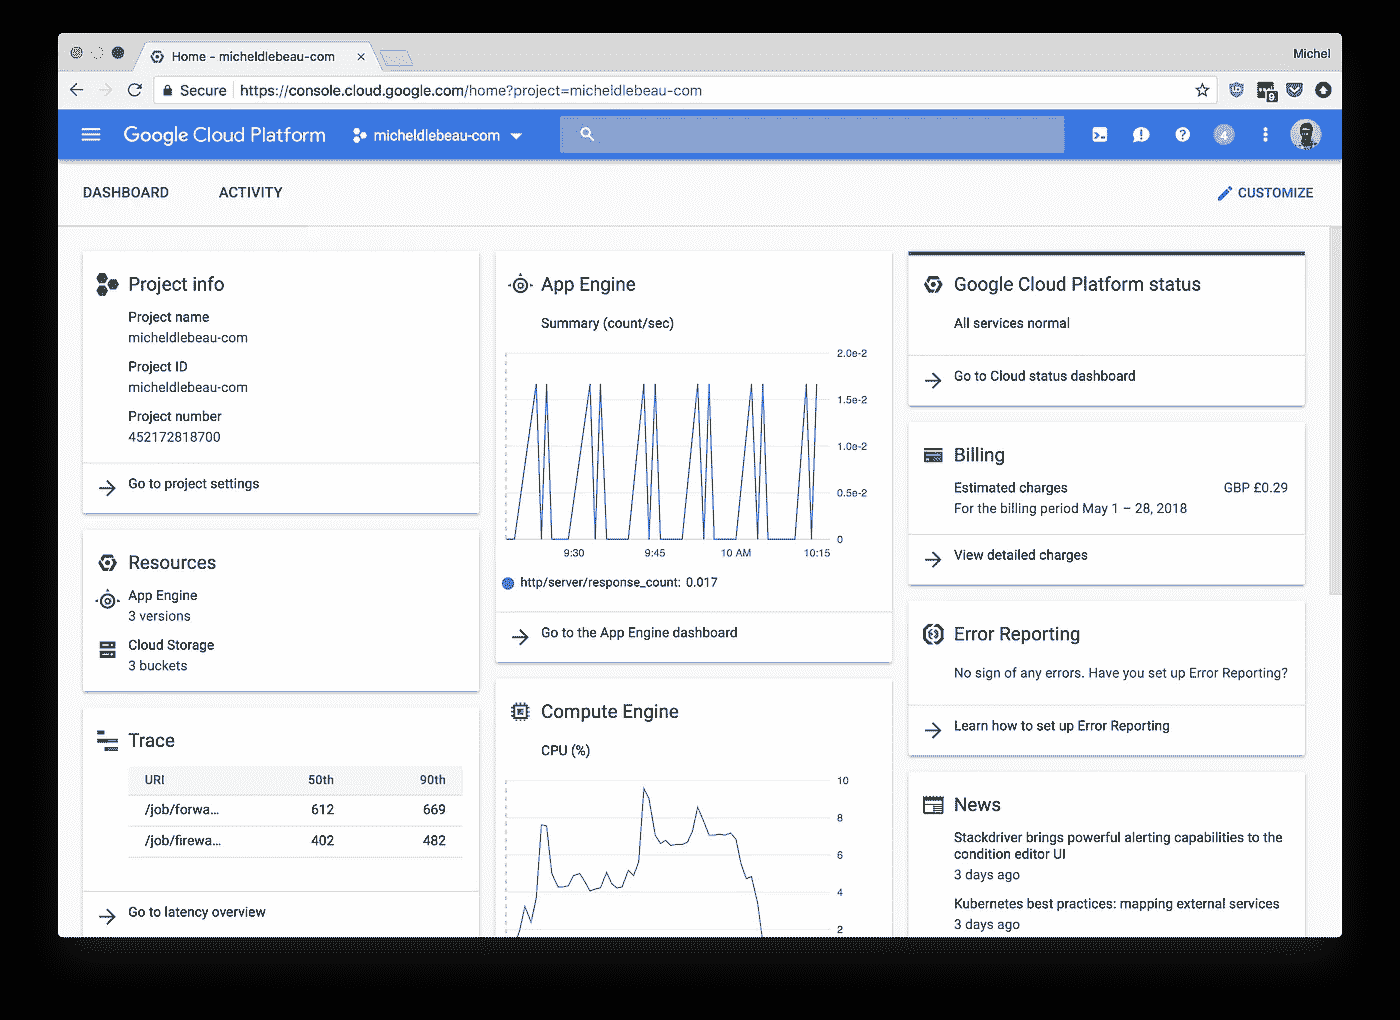 Home - micheldlebeau-com
Michel
Secure
https://console.cloud.google.com/home?project=micheldlebeau-com
9
Google Cloud Platform
micheldlebeau-com
4
DASHBOARD
ACTIVITY
CUSTOMIZE
Project info
Project name
micheldlebeau-com
Project ID
micheldlebeau-com
Project number
452172818700
Go to project settings
Resources
App Engine
3 versions
Cloud Storage
3 buckets
Trace
URI 50th 90th
/job/forwa... 612 669
/job/firewa... 402 482
Go to latency overview
App Engine
Summary (count/sec)
2.0e-2
1.5e-2
1.0e-2
0.5e-2
0
9:30 9:45 10 AM 10:15
http/server/response_count: 0.017
Go to the App Engine dashboard
Compute Engine
CPU (%)
10
8
6
4
2
Google Cloud Platform status
All services normal
Go to Cloud status dashboard
Billing
Estimated charges GBP £0.29
For the billing period May 1 – 28, 2018
View detailed charges
Error Reporting
No sign of any errors. Have you set up Error Reporting?
Learn how to set up Error Reporting
News
Stackdriver brings powerful alerting capabilities to the
condition editor UI
3 days ago
Kubernetes best practices: mapping external services
3 days ago